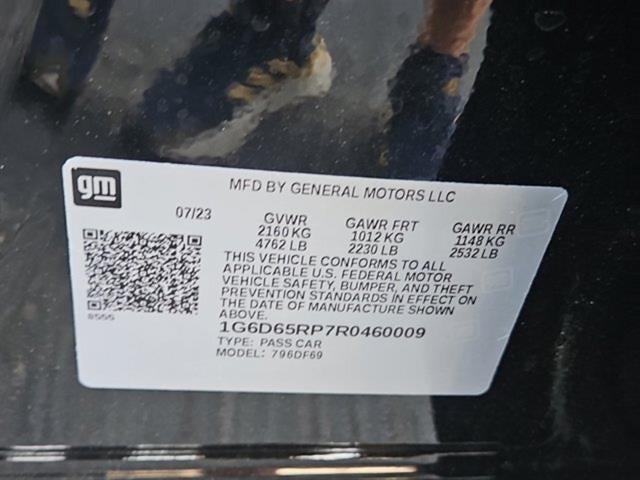 gm
MFD BY GENERAL MOTORS LLC
07/23 GVWR GAWR FRT GAWR RR
2160 KG 1012 KG 1148 KG
4762 LB 2230 LB 2532 LB
THIS VEHICLE CONFORMS TO ALL
APPLICABLE U.S. FEDERAL MOTOR
VEHICLE SAFETY, BUMPER, AND THEFT
PREVENTION STANDARDS IN EFFECT ON
THE DATE OF MANUFACTURE SHOWN
ABOVE.
1G6D65RP7R0460009
TYPE: PASS CAR
MODEL: 796DF69